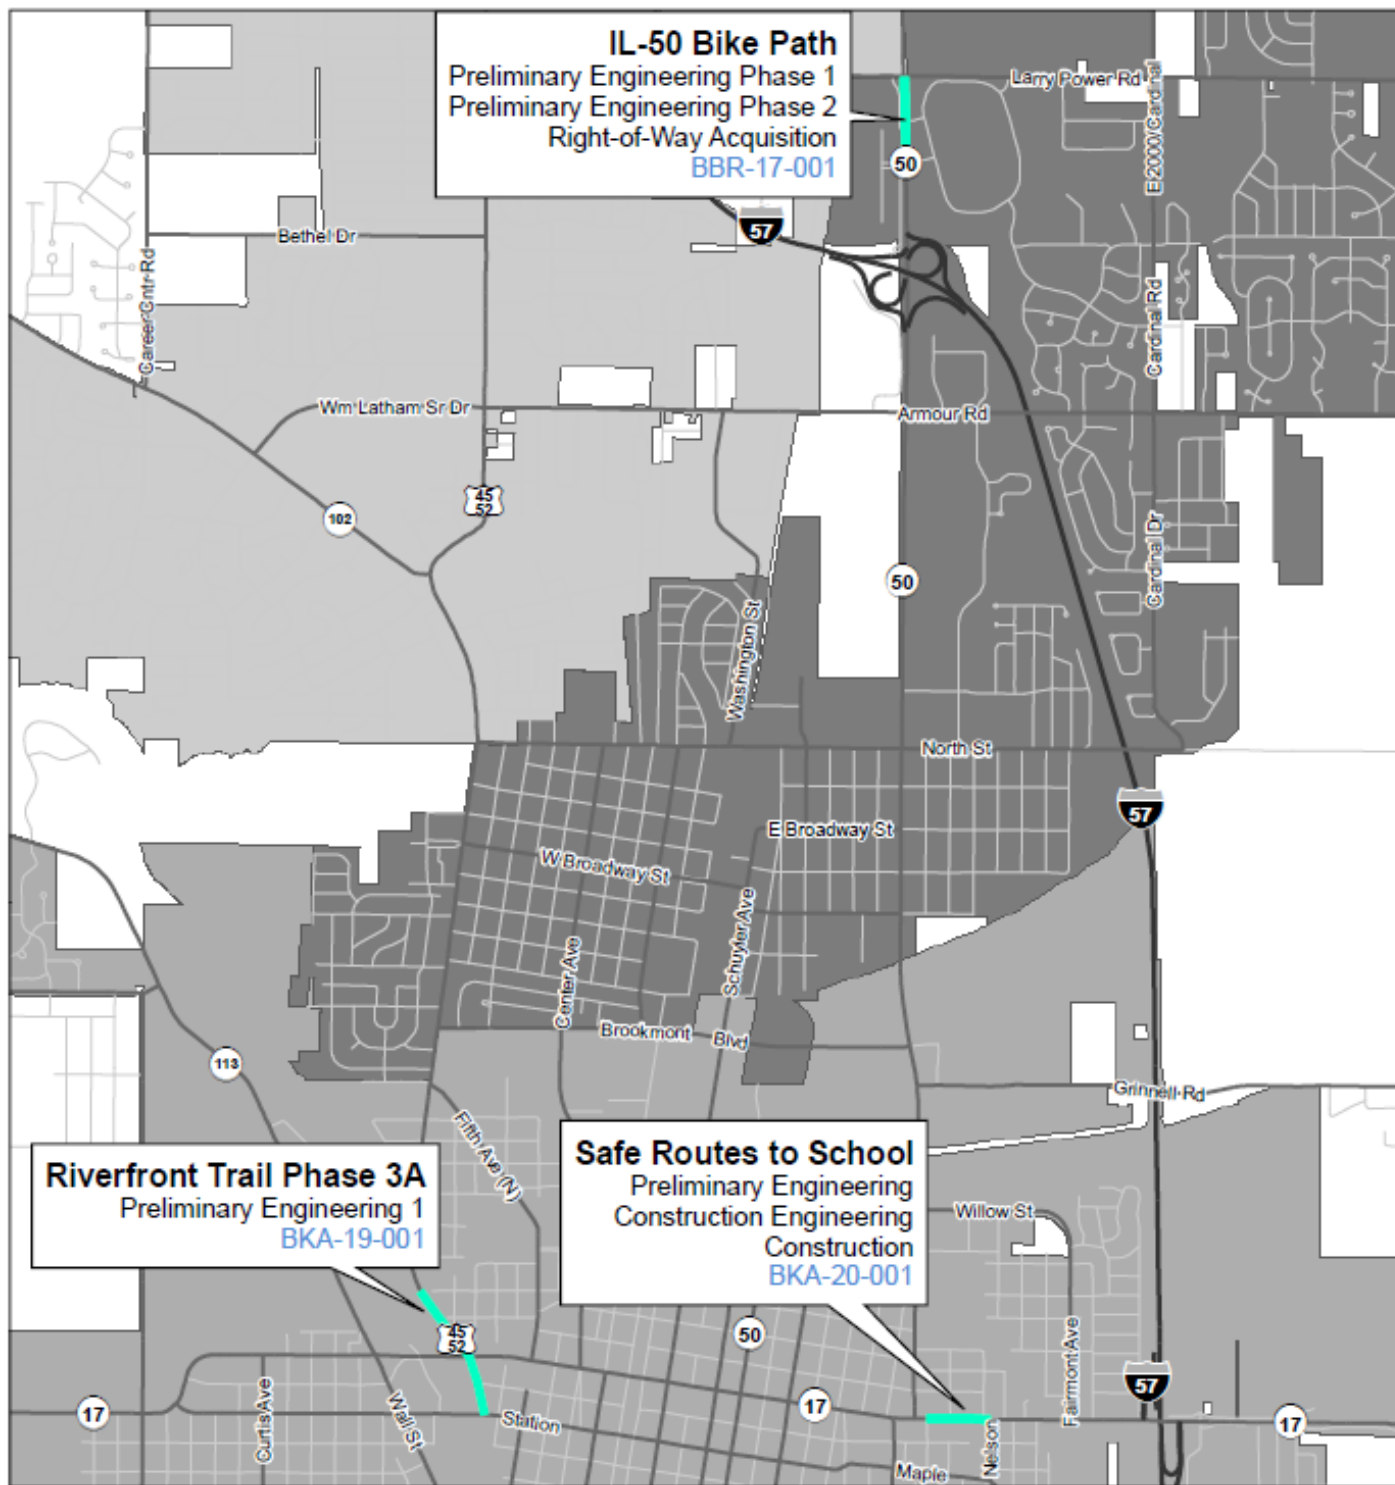 IL-50 Bike Path
Preliminary Engineering Phase 1
Preliminary Engineering Phase 2
Right-of-Way Acquisition
BBR-17-001
Larry Power Rd
E2000/Cardinal
50
57
Bethel Dr
Career Cntr Rd
Cardinal Rd
Wm Latham Sr Dr
Armour Rd
45
52
102
Cardinal Dr
50
Washington St
North St
57
E Broadway St
W Broadway St
Schuyler Ave
Center Ave
Brookmont Blvd
113
Grinnell Rd
Fifth Ave (N)
Riverfront Trail Phase 3A
Preliminary Engineering 1
BKA-19-001
Safe Routes to School
Preliminary Engineering
Construction Engineering
Construction
BKA-20-001
Willow St
45
52
50
Fairmont Ave
57
17
Curtis Ave
Wall St
Station
17
17
Nelson
Maple